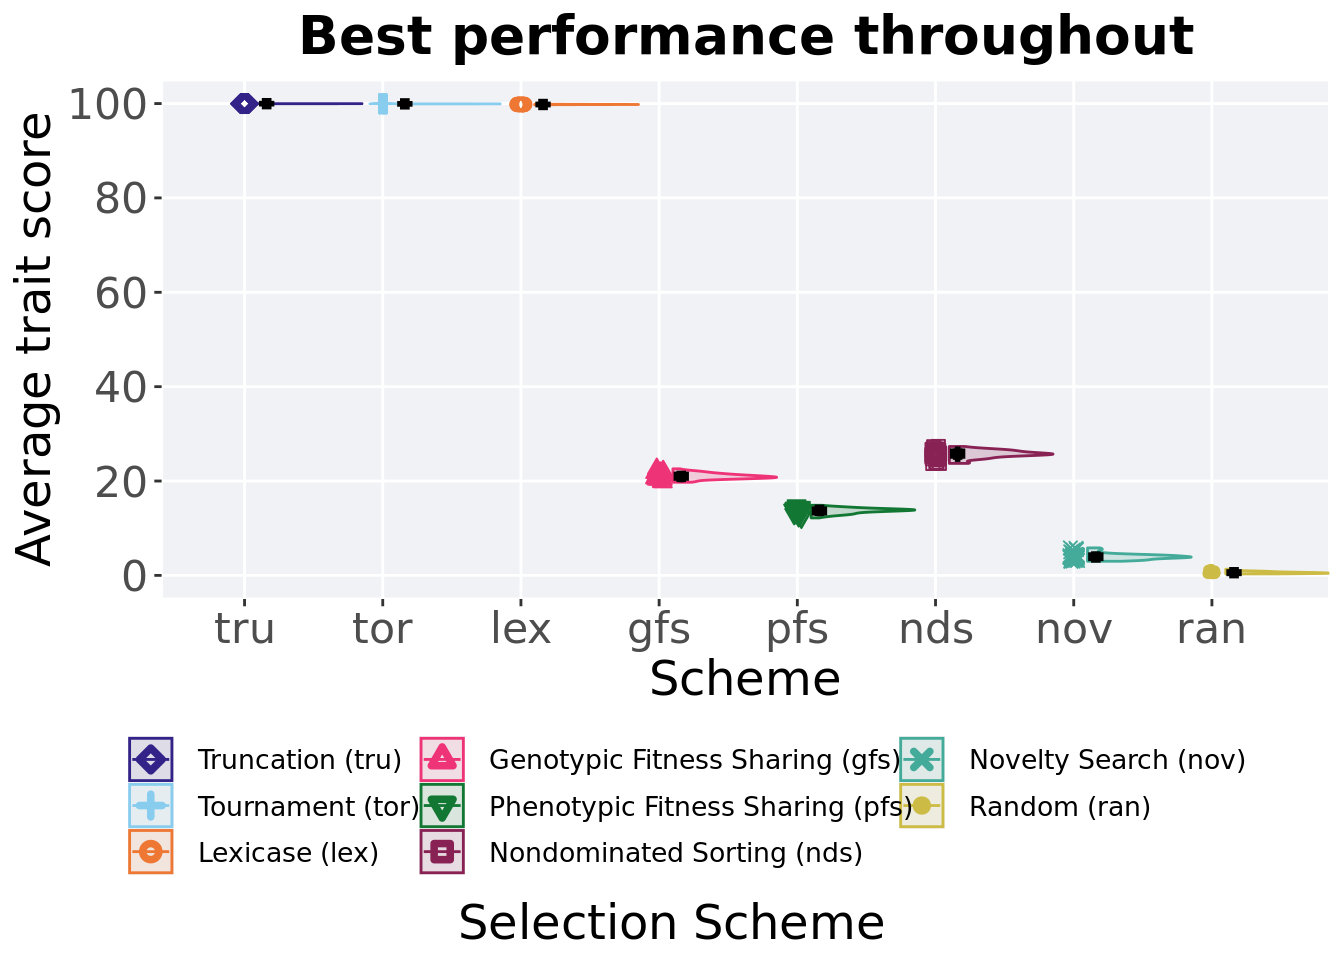 Best performance throughout
Average trait score
100
80
60
40
20
0
tru tor lex gfs pfs nds nov ran
Scheme
Truncation (tru) Genotypic Fitness Sharing (gfs) Novelty Search (nov)
Tournament (tor) Phenotypic Fitness Sharing (pfs) Random (ran)
Lexicase (lex) Nondominated Sorting (nds)
Selection Scheme